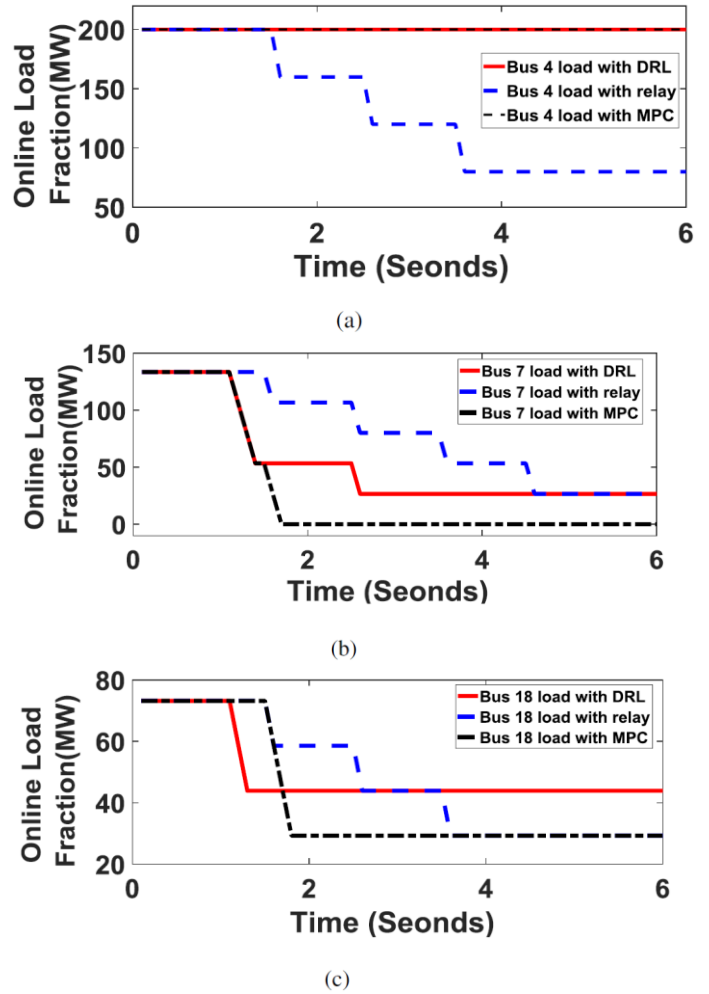 200
150
100
50
Online Load
Fraction(MW)
Bus 4 load with DRL
Bus 4 load with relay
Bus 4 load with MPC
0 2 4 6
Time (Seonds)
(a)
150
100
50
0
Online Load
Fraction(MW)
Bus 7 load with DRL
Bus 7 load with relay
Bus 7 load with MPC
0 2 4 6
Time (Seonds)
(b)
80
60
40
20
Online Load
Fraction(MW)
Bus 18 load with DRL
Bus 18 load with relay
Bus 18 load with MPC
0 2 4 6
Time (Seonds)
(c)